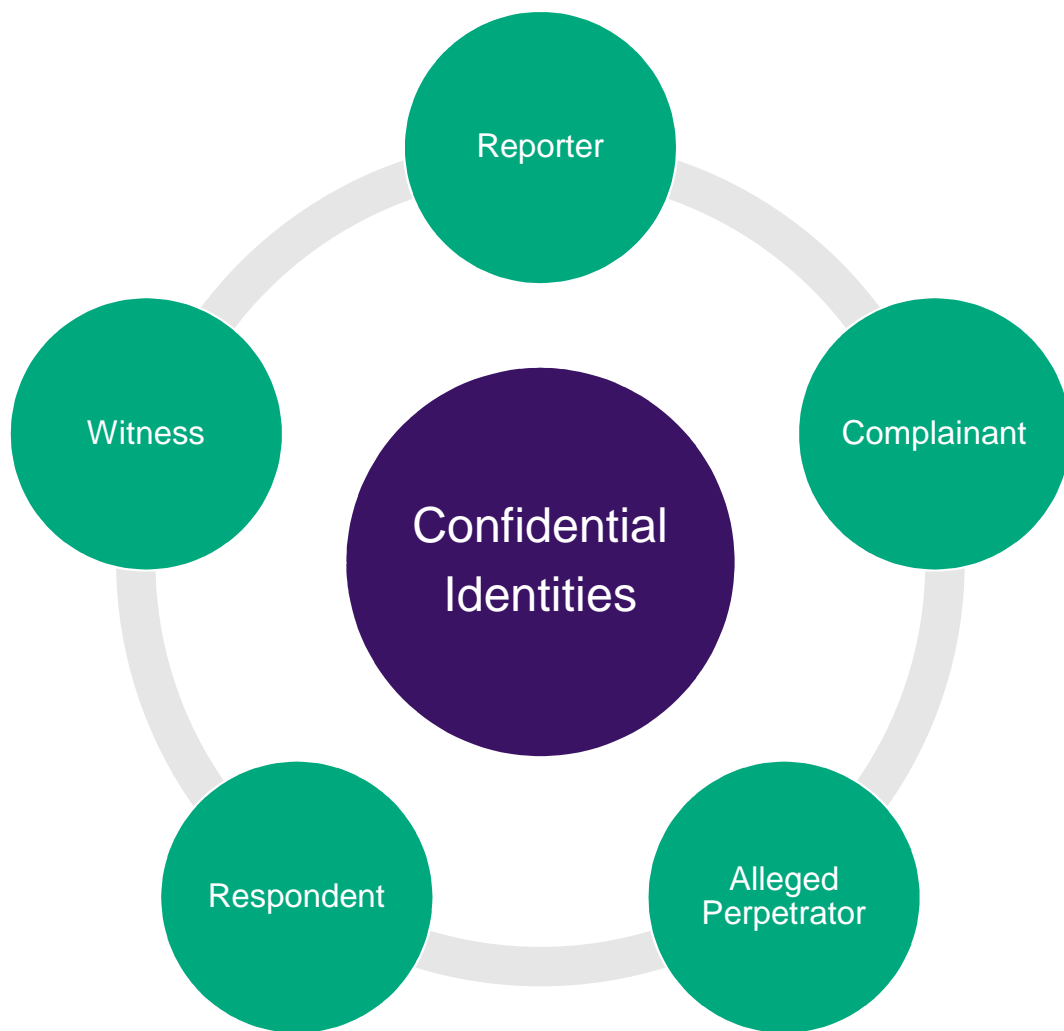 Reporter
Complainant
Alleged
Perpetrator
Respondent
Witness
Confidential
Identities